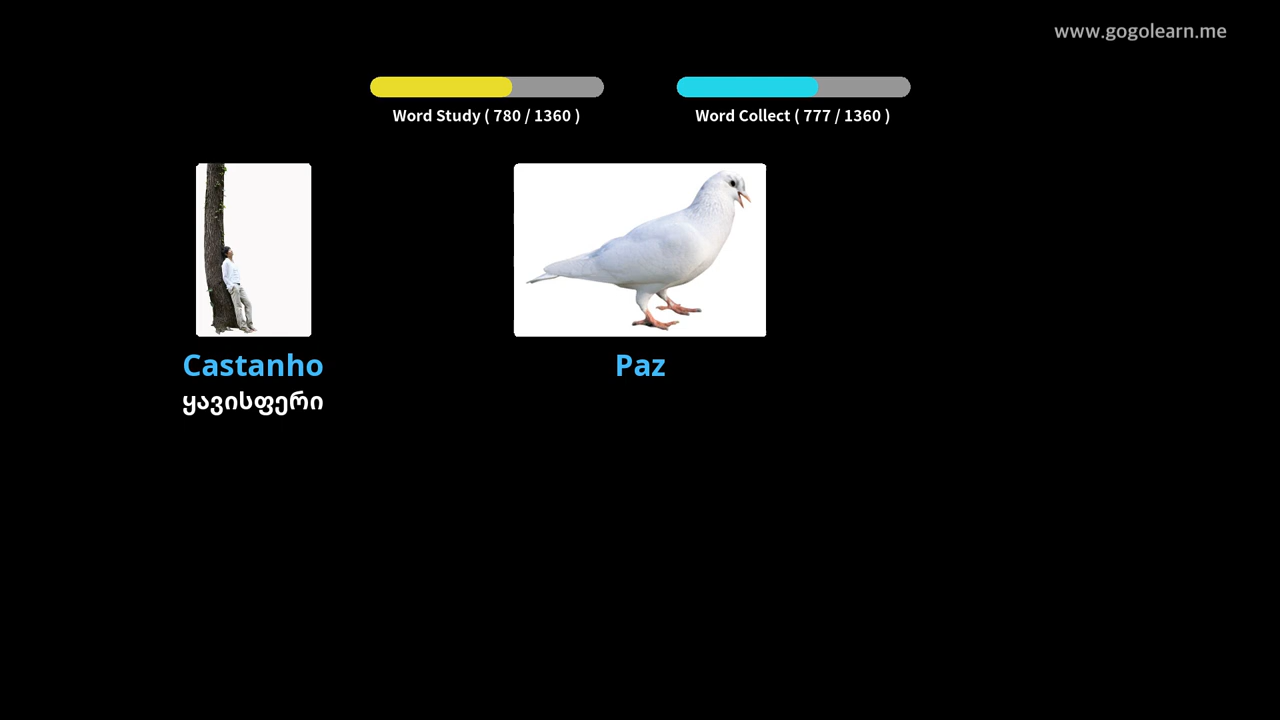 www.gogolearn.me
Word Study ( 780 / 1360 )
Word Collect ( 777 / 1360 )
Castanho
Paz
ყავისფერი